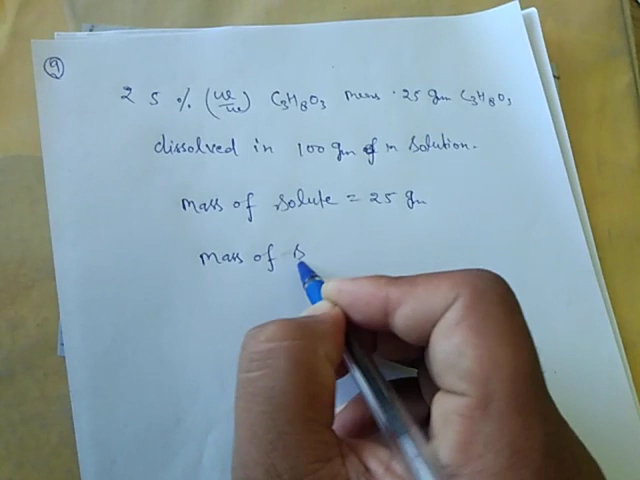 9
25 % (w/w) C3H8O3 means 25 gm C3H8O3
dissolved in 100 gm of m solution.
mass of solute = 25 gm
mass of s